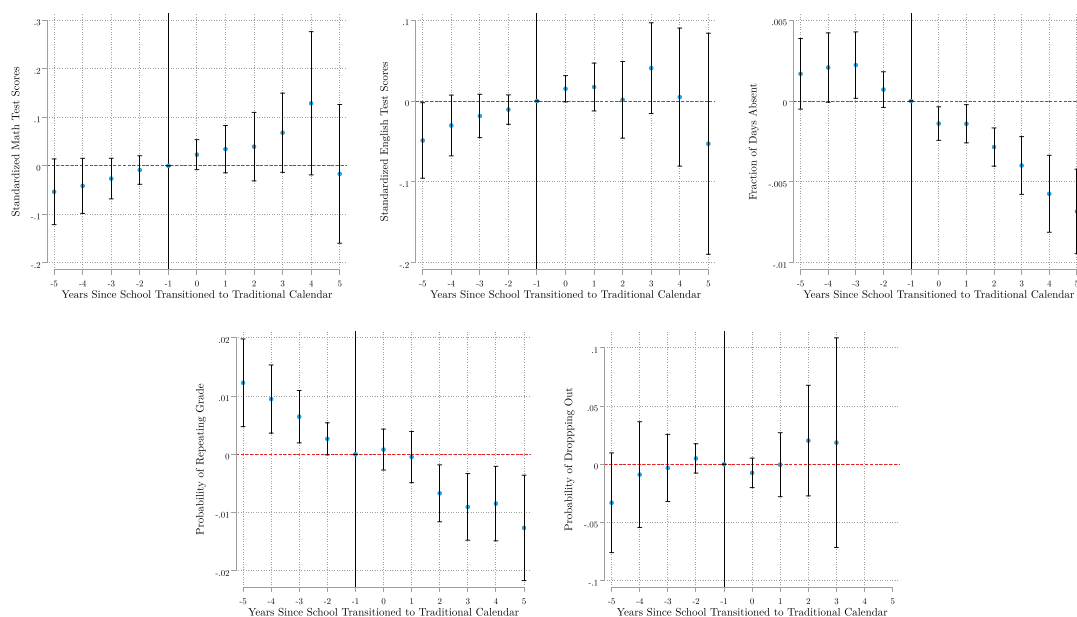 Standardized Math Test Scores
.3
.2
.1
0
-.1
-.2
-5 -4 -3 -2 -1 0 1 2 3 4 5
Years Since School Transitioned to Traditional Calendar
Standardized English Test Scores
.1
0
-.1
-.2
-5 -4 -3 -2 -1 0 1 2 3 4 5
Years Since School Transitioned to Traditional Calendar
Fraction of Days Absent
.005
0
-.005
-.01
-5 -4 -3 -2 -1 0 1 2 3 4 5
Years Since School Transitioned to Traditional Calendar
Probability of Repeating Grade
.02
.01
0
-.01
-.02
-5 -4 -3 -2 -1 0 1 2 3 4 5
Years Since School Transitioned to Traditional Calendar
Probability of Droppping Out
.1
.05
0
-.05
-.1
-5 -4 -3 -2 -1 0 1 2 3 4 5
Years Since School Transitioned to Traditional Calendar